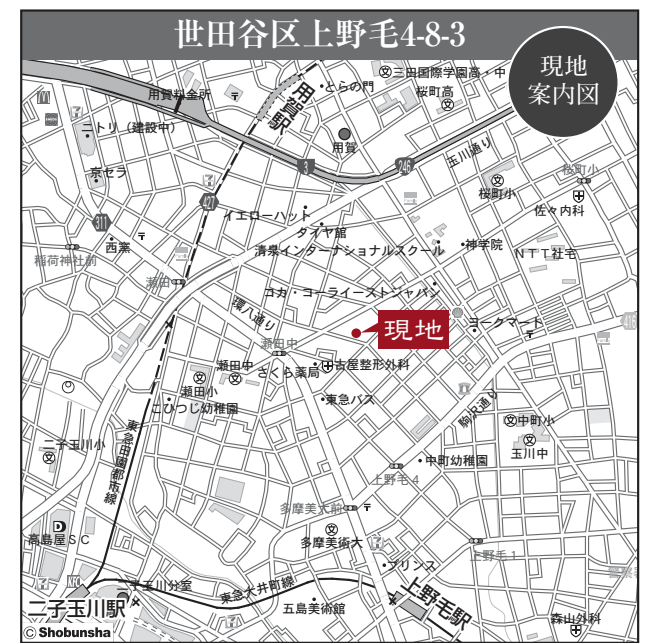 世田谷区上野毛4-8-3
現地
案内図
用賀料金所
用賀駅
とらの門
三田国際学園高・中
桜町高
ニトリ（建設中）
用賀
玉川通り
3
246
京セラ
桜町小
桜町小
佐々内科
427
311
イエローハット
タイヤ館
西薬
稲荷神社前
清泉インターナショナルスクール
神学院
NTT社宅
瀬田
コカ・コーライーストジャパン
環八通り
現地
ヨークマート
416
瀬田中
瀬田中
さくら薬局
古屋整形外科
瀬田小
こひつじ幼稚園
東急バス
駒沢通り
中町小
玉川中
二子玉川小
東急田園都市線
中町幼稚園
上野毛4
多摩美大前
高島屋SC
多摩美術大
上野毛1
プリンス
KFC
二子玉川分室
東急大井町線
上野毛駅
二子玉川駅
五島美術館
森山外科
© Shobunsha